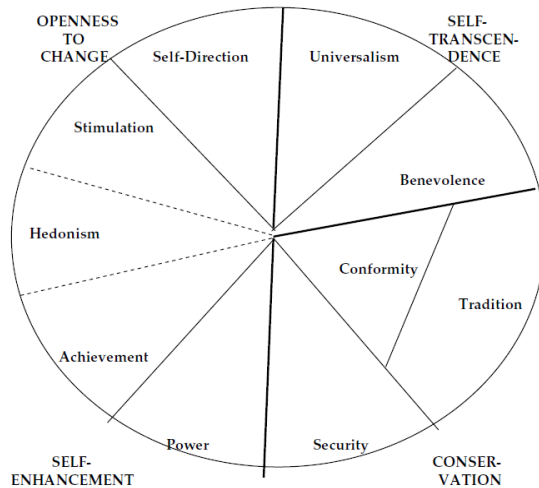 OPENNESS
TO
CHANGE
SELF-
TRANSCEN-
DENCE
Self-Direction
Universalism
Stimulation
Benevolence
Hedonism
Conformity
Tradition
Achievement
Power
Security
SELF-
ENHANCEMENT
CONSER-
VATION